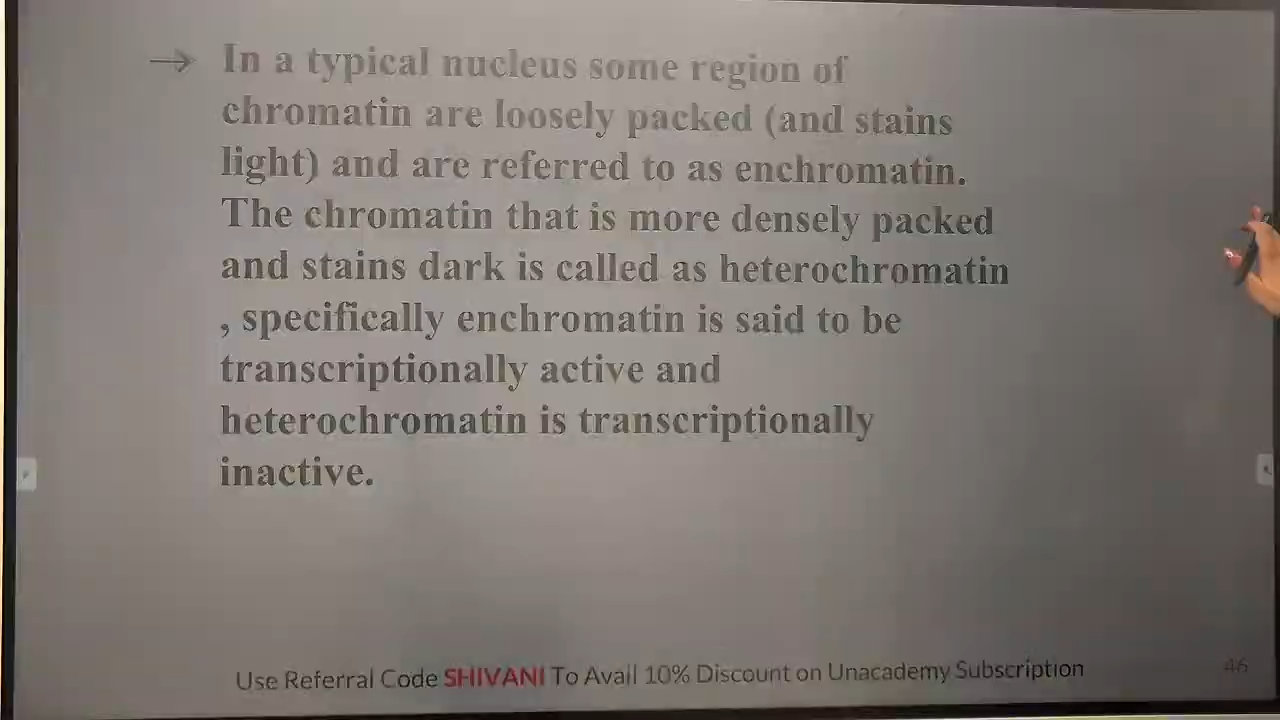 → In a typical nucleus some region of
chromatin are loosely packed (and stains
light) and are referred to as enchromatin.
The chromatin that is more densely packed
and stains dark is called as heterochromatin
, specifically enchromatin is said to be
transcriptionally active and
heterochromatin is transcriptionally
inactive.
Use Referral Code SHIVANI To Avail 10% Discount on Unacademy Subscription
46